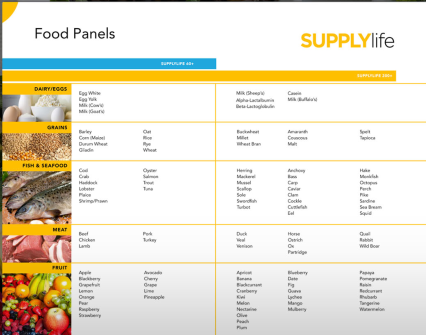 Food Panels
SUPPLYlife
SUPPLYLIFE 40+
SUPPLYLIFE 200+
DAIRY/EGGS
Egg White
Egg Yolk
Milk (Cow's)
Milk (Goat's)
Milk (Sheep's)
Alpha-Lactalbumin
Beta-Lactoglobulin
Casein
Milk (Buffalo's)
GRAINS
Barley
Corn (Maize)
Durum Wheat
Gliadin
Oat
Rice
Rye
Wheat
Buckwheat
Millet
Wheat Bran
Amaranth
Couscous
Malt
Spelt
Tapioca
FISH & SEAFOOD
Cod
Crab
Haddock
Lobster
Plaice
Shrimp/Prawn
Oyster
Salmon
Trout
Tuna
Herring
Mackerel
Mussel
Scallop
Sole
Swordfish
Turbot
Anchovy
Bass
Carp
Caviar
Clam
Cockle
Cuttlefish
Eel
Hake
Monkfish
Octopus
Perch
Pike
Sardine
Sea Bream
Squid
MEAT
Beef
Chicken
Lamb
Pork
Turkey
Duck
Veal
Venison
Horse
Ostrich
Ox
Partridge
Quail
Rabbit
Wild Boar
FRUIT
Apple
Blackberry
Grapefruit
Lemon
Orange
Pear
Raspberry
Strawberry
Avocado
Cherry
Grape
Lime
Pineapple
Apricot
Banana
Blackcurrant
Cranberry
Kiwi
Melon
Nectarine
Olive
Peach
Plum
Blueberry
Date
Fig
Guava
Lychee
Mango
Mulberry
Papaya
Pomegranate
Raisin
Redcurrant
Rhubarb
Tangerine
Watermelon